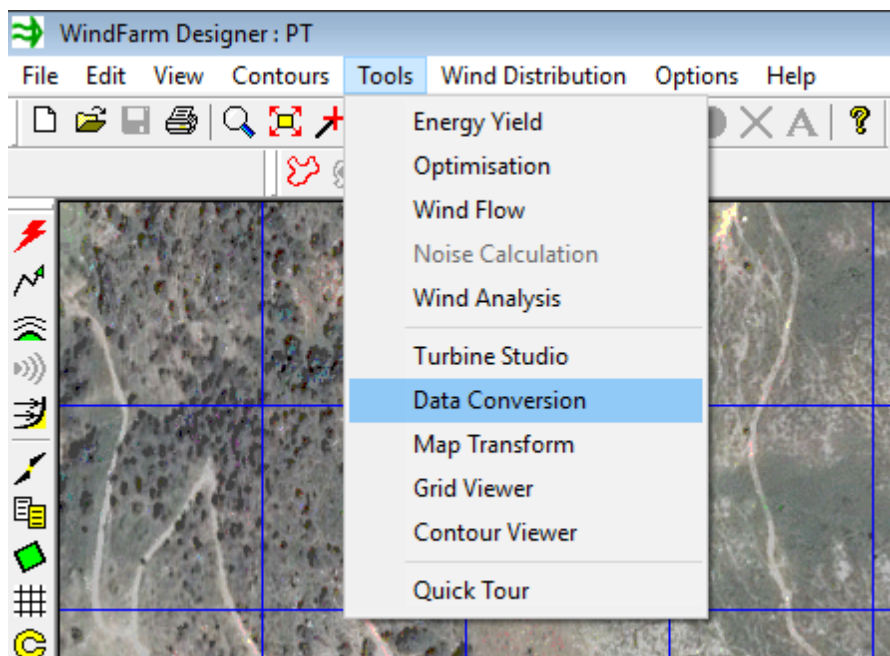 WindFarm Designer : PT
File Edit View Contours Tools Wind Distribution Options Help
A ?
Energy Yield
Optimisation
Wind Flow
Noise Calculation
Wind Analysis
Turbine Studio
Data Conversion
Map Transform
Grid Viewer
Contour Viewer
Quick Tour